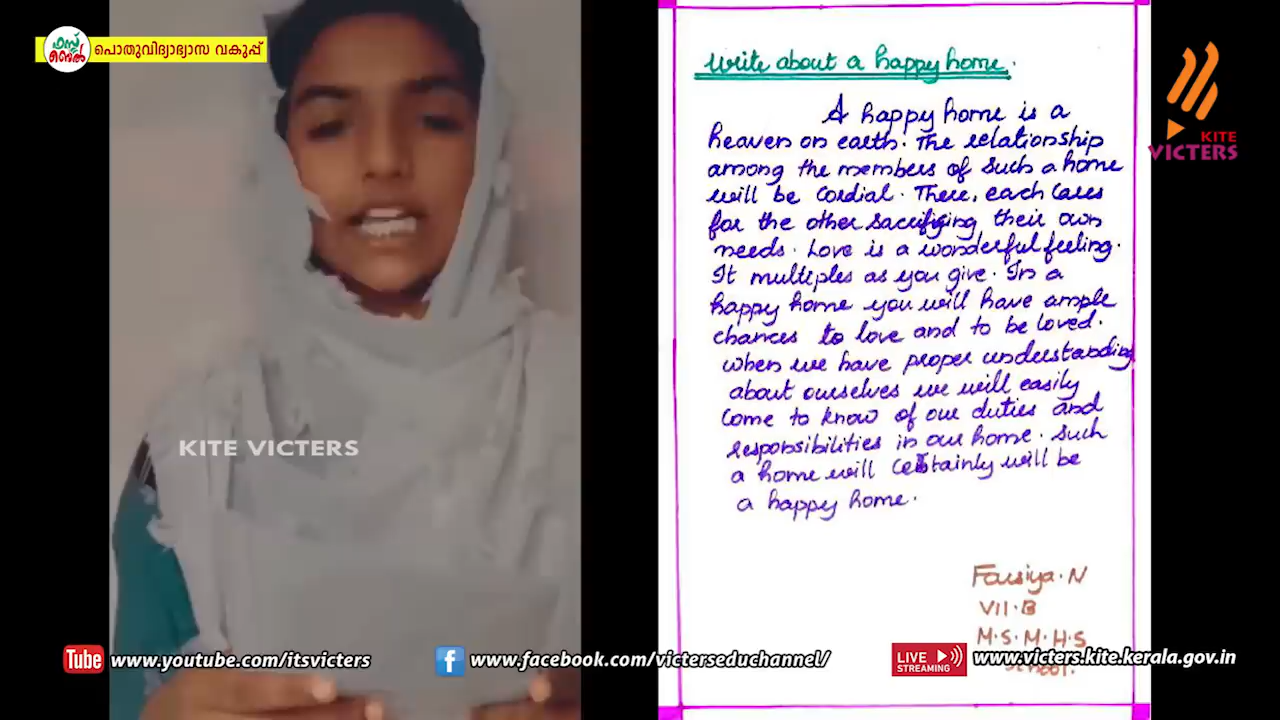 ഫസ്റ്റ്
ബെൽ
പൊതുവിദ്യാഭ്യാസ വകുപ്പ്
KITE VICTERS
write about a happy home.
A happy home is a
heaven on earth. The relationship
among the members of such a home
will be cordial. There, each cares
for the other sacrifying their own
needs. Love is a wonderful feeling.
It multiples as you give. In a
happy home you will have ample
chances to love and to be loved.
when we have proper understanding
about ourselves we will easily
come to know of our duties and
responsibilities in our home. such
a home will certainly will be
a happy home.
Farsiya. N
VII. B
M. S. M. H. S
School.
KITE
VICTERS
Tube www.youtube.com/itsvicters
f www.facebook.com/victerseduchannel/
LIVE
STREAMING
www.victers.kite.kerala.gov.in